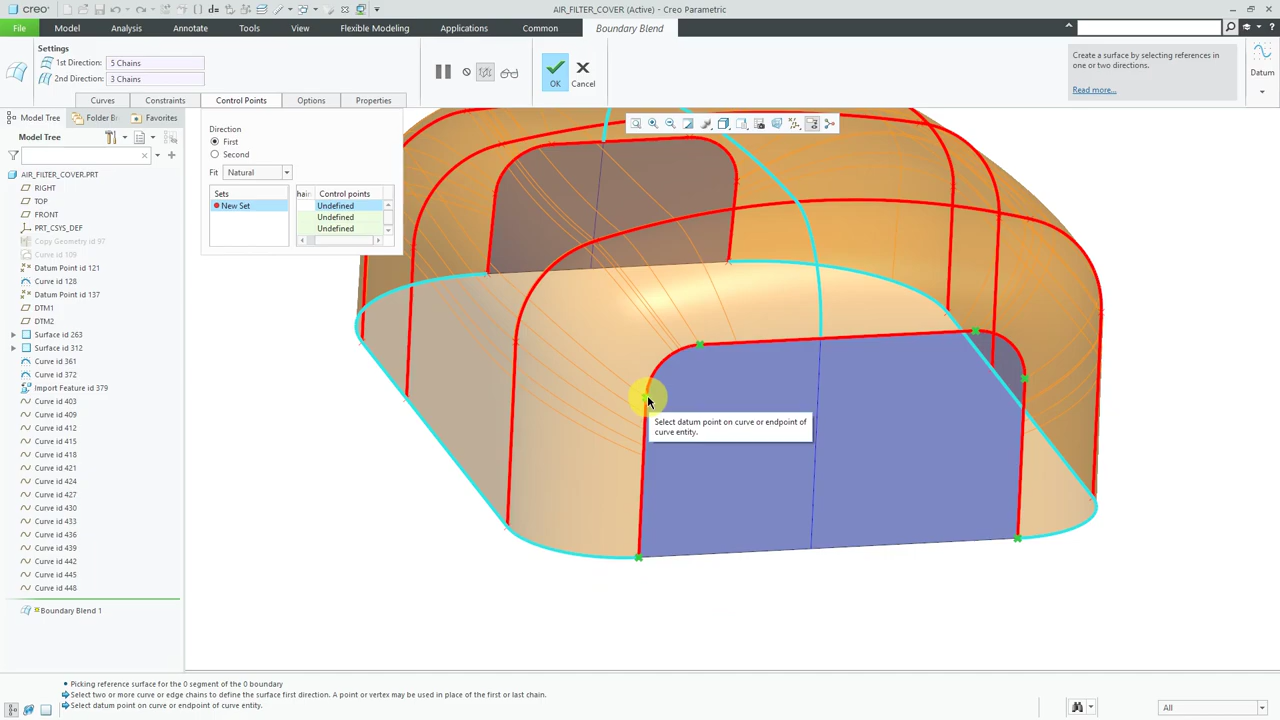 creo
AIR_FILTER_COVER (Active) - Creo Parametric
File Model Analysis Annotate Tools View Flexible Modeling Applications Common Boundary Blend
Settings
1st Direction: 5 Chains
2nd Direction: 3 Chains
OK Cancel
Create a surface by selecting references in
one or two directions.
Read more...
Datum
Curves Constraints Control Points Options Properties
Model Tree Folder Br Favorites
Model Tree
AIR_FILTER_COVER.PRT
RIGHT
TOP
FRONT
PRT_CSYS_DEF
Copy Geometry id 97
Curve id 109
Datum Point id 121
Curve id 128
Datum Point id 137
DTM1
DTM2
Surface id 263
Surface id 312
Curve id 361
Curve id 372
Import Feature id 379
Curve id 403
Curve id 409
Curve id 412
Curve id 415
Curve id 418
Curve id 421
Curve id 424
Curve id 427
Curve id 430
Curve id 433
Curve id 436
Curve id 439
Curve id 442
Curve id 445
Curve id 448
Boundary Blend 1
Direction
First
Second
Fit Natural
Sets hain Control points
New Set Undefined
Undefined
Undefined
Select datum point on curve or endpoint of
curve entity.
Picking reference surface for the 0 segment of the 0 boundary
Select two or more curve or edge chains to define the surface first direction. A point or vertex may be used in place of the first or last chain.
Select datum point on curve or endpoint of curve entity.
All